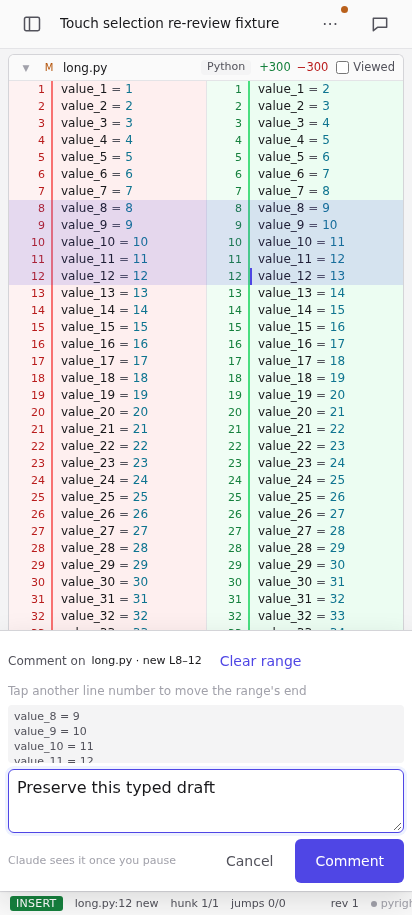 Touch selection re-review fixture
▼ M long.py Python +300 −300 Viewed
1 value_1 = 1 1 value_1 = 2
2 value_2 = 2 2 value_2 = 3
3 value_3 = 3 3 value_3 = 4
4 value_4 = 4 4 value_4 = 5
5 value_5 = 5 5 value_5 = 6
6 value_6 = 6 6 value_6 = 7
7 value_7 = 7 7 value_7 = 8
8 value_8 = 8 8 value_8 = 9
9 value_9 = 9 9 value_9 = 10
10 value_10 = 10 10 value_10 = 11
11 value_11 = 11 11 value_11 = 12
12 value_12 = 12 12 value_12 = 13
13 value_13 = 13 13 value_13 = 14
14 value_14 = 14 14 value_14 = 15
15 value_15 = 15 15 value_15 = 16
16 value_16 = 16 16 value_16 = 17
17 value_17 = 17 17 value_17 = 18
18 value_18 = 18 18 value_18 = 19
19 value_19 = 19 19 value_19 = 20
20 value_20 = 20 20 value_20 = 21
21 value_21 = 21 21 value_21 = 22
22 value_22 = 22 22 value_22 = 23
23 value_23 = 23 23 value_23 = 24
24 value_24 = 24 24 value_24 = 25
25 value_25 = 25 25 value_25 = 26
26 value_26 = 26 26 value_26 = 27
27 value_27 = 27 27 value_27 = 28
28 value_28 = 28 28 value_28 = 29
29 value_29 = 29 29 value_29 = 30
30 value_30 = 30 30 value_30 = 31
31 value_31 = 31 31 value_31 = 32
32 value_32 = 32 32 value_32 = 33
Comment on long.py · new L8–12 Clear range
Tap another line number to move the range's end
value_8 = 9
value_9 = 10
value_10 = 11
value_11 = 12
Preserve this typed draft
Claude sees it once you pause Cancel Comment
INSERT long.py:12 new hunk 1/1 jumps 0/0 rev 1 ● pyrig